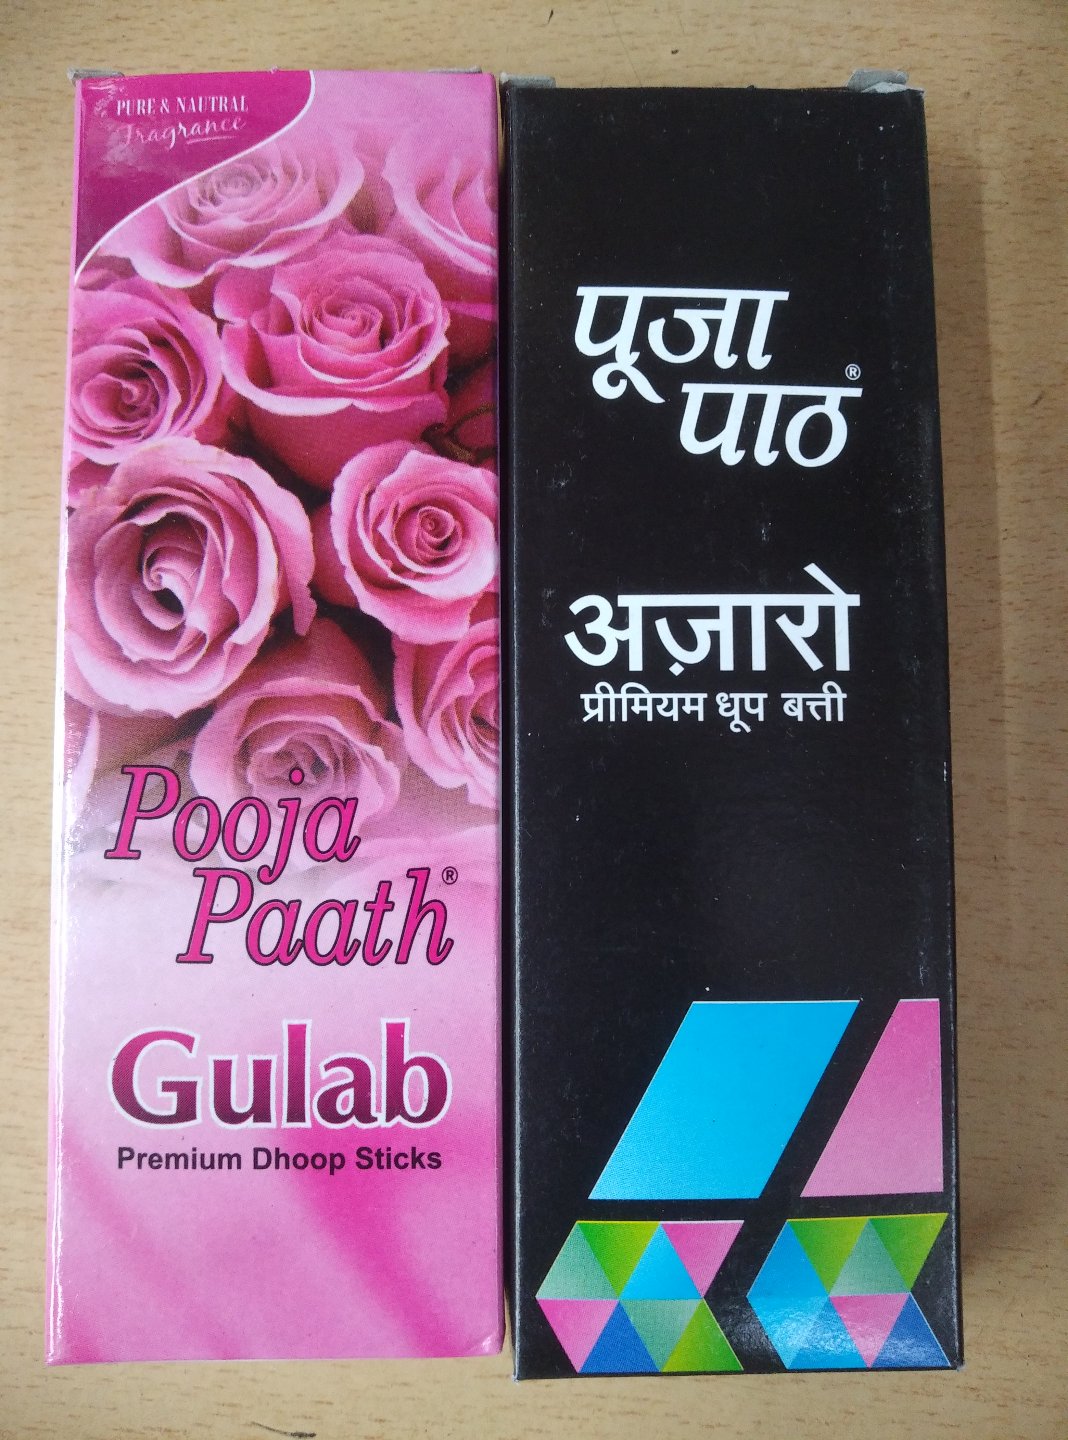 PURE & NAUTRAL
Fragrance
Pooja
Paath®
Gulab
Premium Dhoop Sticks
पूजा
पाठ®
अज़ारो
प्रीमियम धूप बत्ती